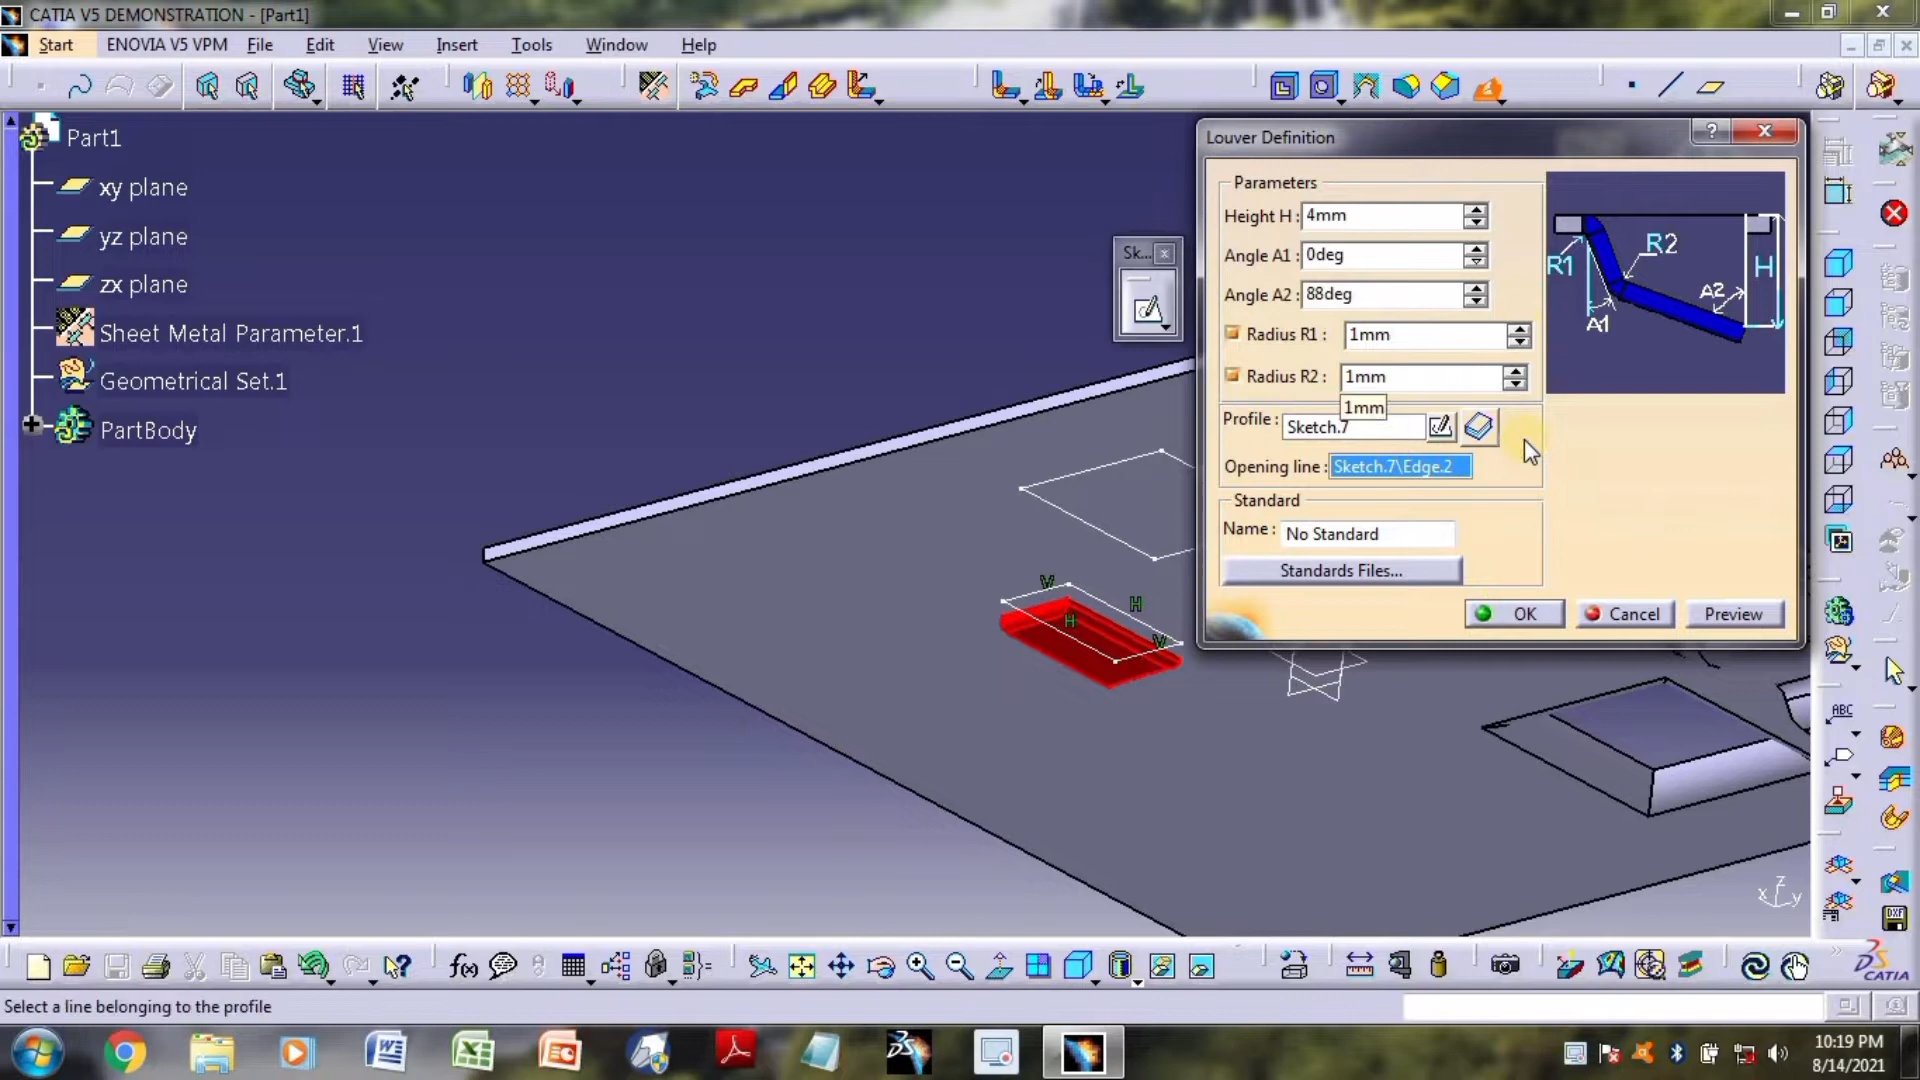 CATIA V5 DEMONSTRATION - [Part1]
Start ENOVIA V5 VPM File Edit View Insert Tools Window Help
Part1
xy plane
yz plane
zx plane
Sheet Metal Parameter.1
Geometrical Set.1
PartBody
Sk...
Louver Definition
?
Parameters
Height H : 4mm
Angle A1 : 0deg
Angle A2 : 88deg
Radius R1 : 1mm
Radius R2 : 1mm
1mm
Profile : Sketch.7
Opening line : Sketch.7\Edge.2
Standard
Name : No Standard
Standards Files...
OK Cancel Preview
R1
R2
H
A1
A2
V
H
H
V
z
x y
ABC
DXF
f(x)
CATIA
Select a line belonging to the profile
10:19 PM
8/14/2021